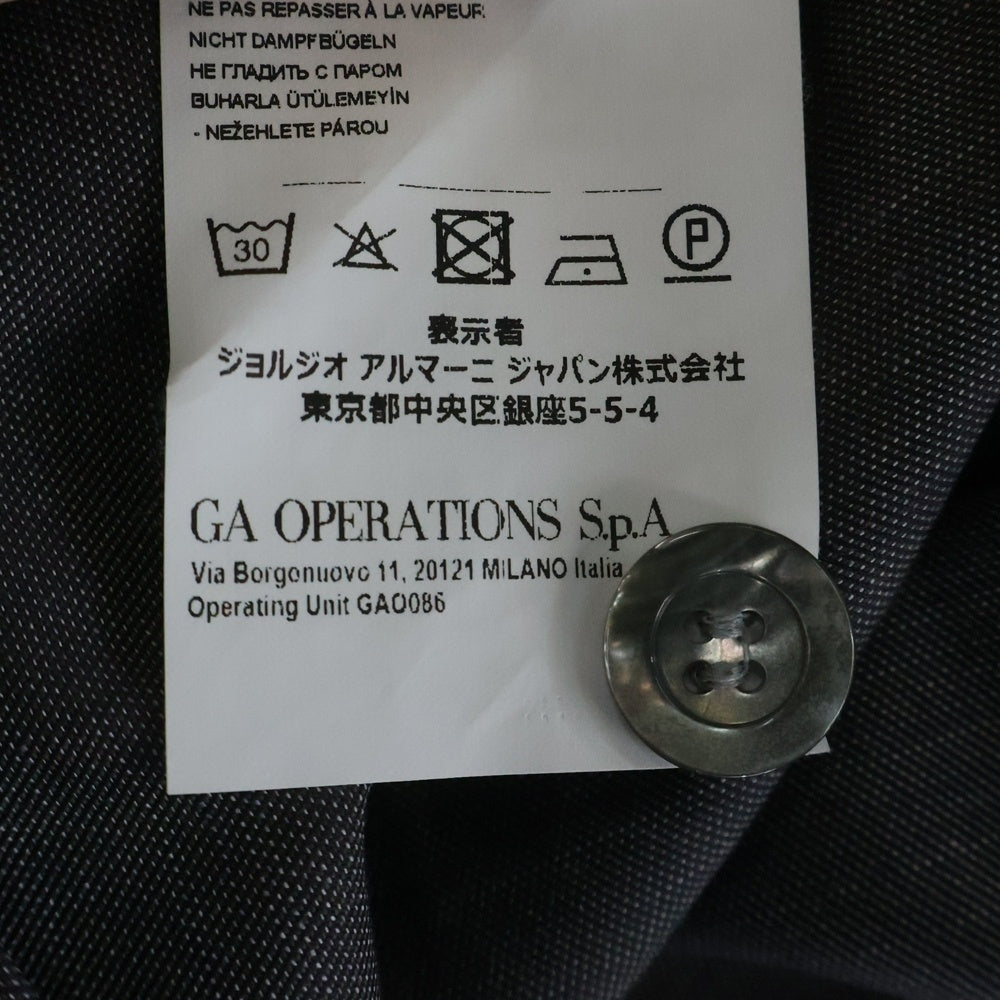 NE PAS REPASSER À LA VAPEUR.
NICHT DAMPFBÜGELN
НЕ ГЛАДИТЬ С ПАРОМ
BUHARLA ÜTÜLEMEYİN
- NEŽEHLETE PÁROU
30 P
表示者
ジョルジオ アルマーニ ジャパン株式会社
東京都中央区銀座5-5-4
GA OPERATIONS S.p.A
Via Borgonuovo 11, 20121 MILANO Italia
Operating Unit GAO086